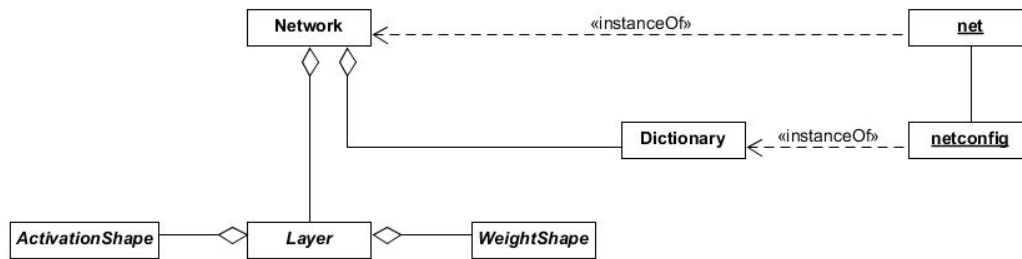 Network
«instanceOf»
net
Dictionary
«instanceOf»
netconfig
ActivationShape
Layer
WeightShape